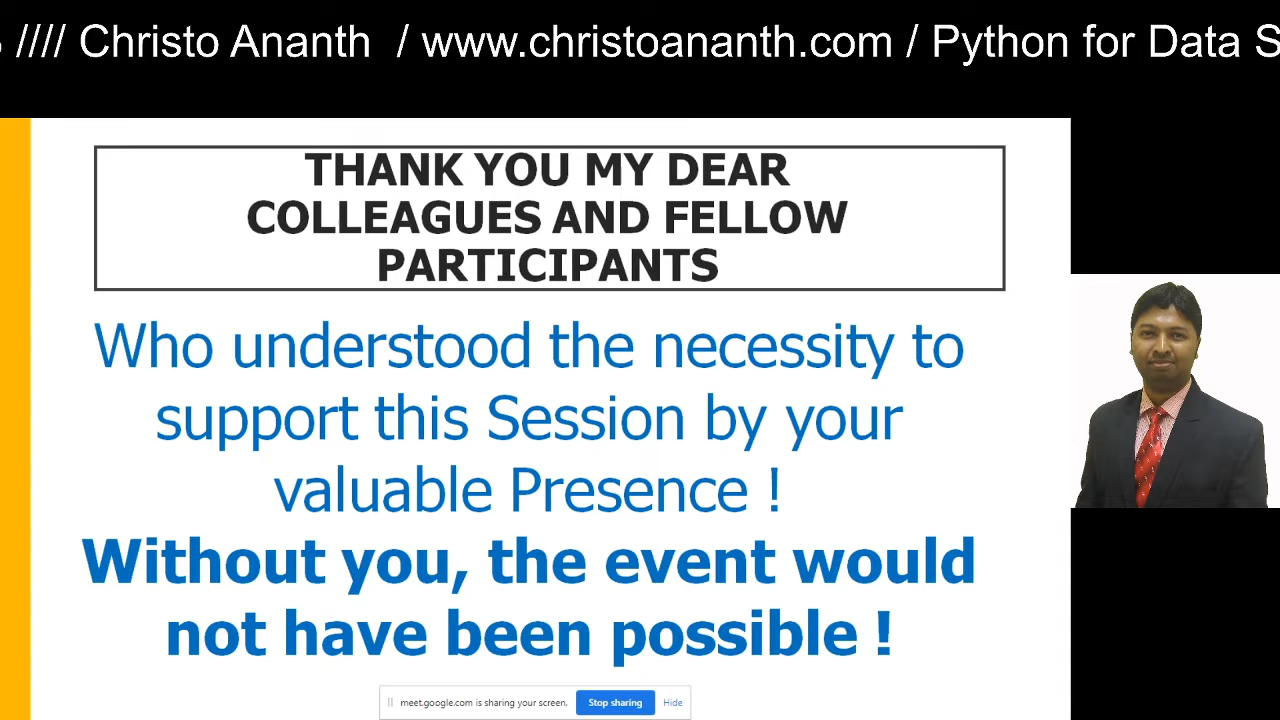 //// Christo Ananth / www.christoananth.com / Python for Data S
THANK YOU MY DEAR
COLLEAGUES AND FELLOW
PARTICIPANTS
Who understood the necessity to
support this Session by your
valuable Presence !
Without you, the event would
not have been possible !
meet.google.com is sharing your screen. Stop sharing Hide